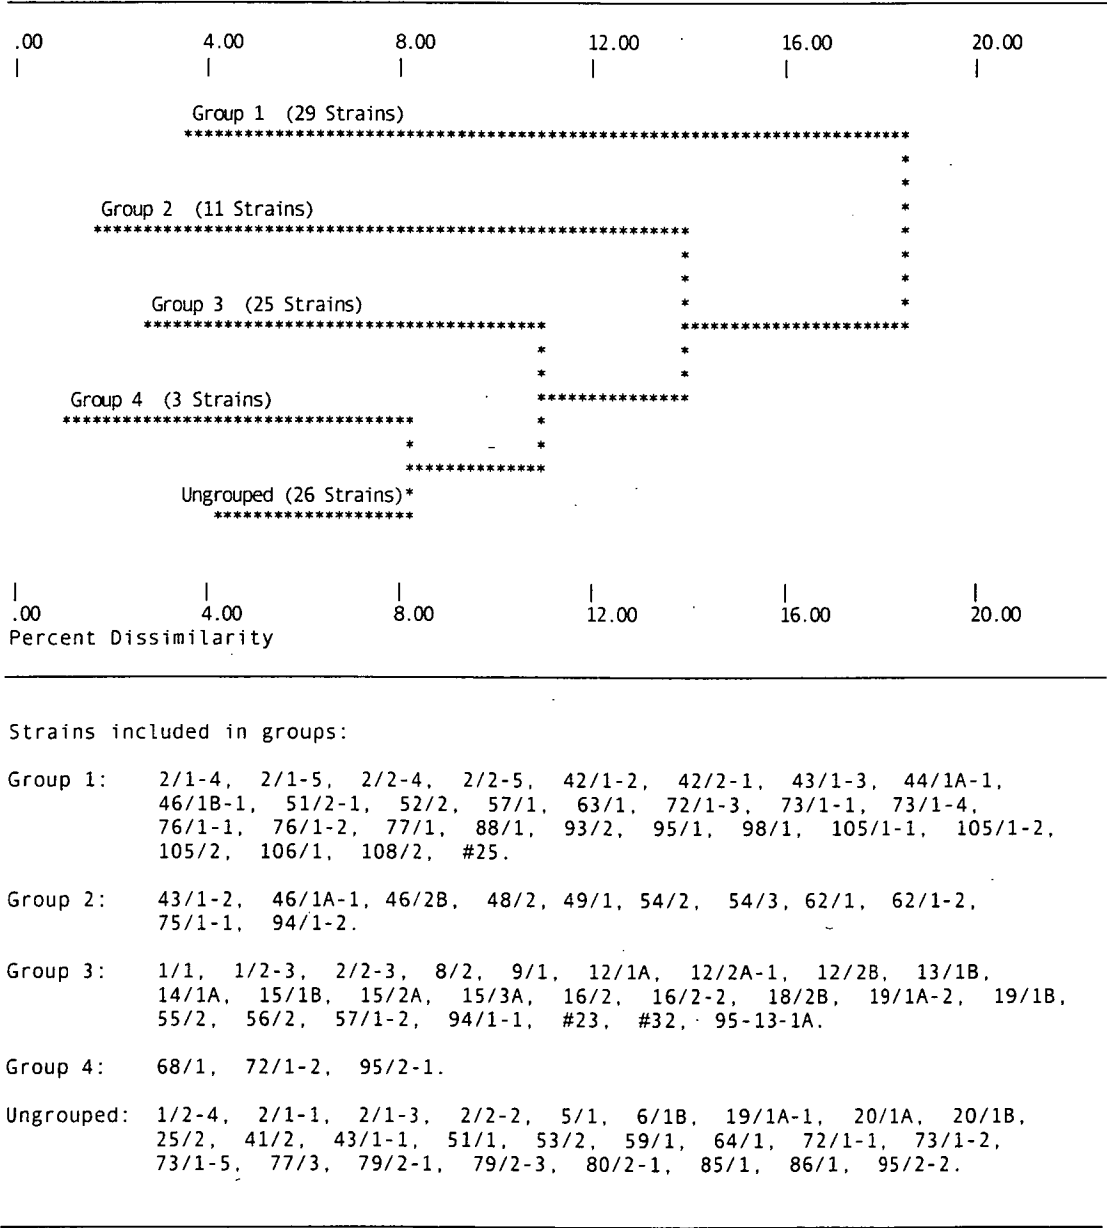 .00 4.00 8.00 12.00 16.00 20.00
Group 1 (29 Strains)
Group 2 (11 Strains)
Group 3 (25 Strains)
Group 4 (3 Strains)
Ungrouped (26 Strains)*
.00 4.00 8.00 12.00 16.00 20.00
Percent Dissimilarity
Strains included in groups:
Group 1: 2/1-4, 2/1-5, 2/2-4, 2/2-5, 42/1-2, 42/2-1, 43/1-3, 44/1A-1,
46/1B-1, 51/2-1, 52/2, 57/1, 63/1, 72/1-3, 73/1-1, 73/1-4,
76/1-1, 76/1-2, 77/1, 88/1, 93/2, 95/1, 98/1, 105/1-1, 105/1-2,
105/2, 106/1, 108/2, #25.
Group 2: 43/1-2, 46/1A-1, 46/2B, 48/2, 49/1, 54/2, 54/3, 62/1, 62/1-2,
75/1-1, 94/1-2.
Group 3: 1/1, 1/2-3, 2/2-3, 8/2, 9/1, 12/1A, 12/2A-1, 12/2B, 13/1B,
14/1A, 15/1B, 15/2A, 15/3A, 16/2, 16/2-2, 18/2B, 19/1A-2, 19/1B,
55/2, 56/2, 57/1-2, 94/1-1, #23, #32, 95-13-1A.
Group 4: 68/1, 72/1-2, 95/2-1.
Ungrouped: 1/2-4, 2/1-1, 2/1-3, 2/2-2, 5/1, 6/1B, 19/1A-1, 20/1A, 20/1B,
25/2, 41/2, 43/1-1, 51/1, 53/2, 59/1, 64/1, 72/1-1, 73/1-2,
73/1-5, 77/3, 79/2-1, 79/2-3, 80/2-1, 85/1, 86/1, 95/2-2.